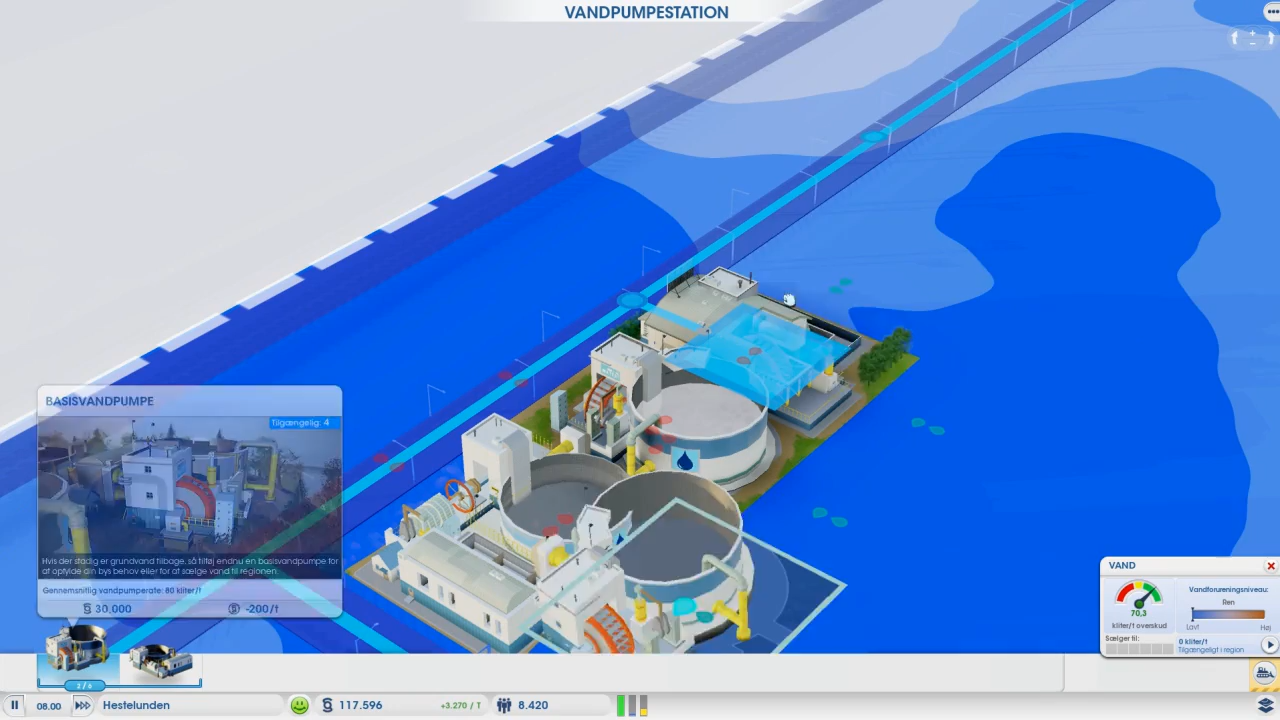 VANDPUMPESTATION
BASISVANDPUMPE
Tilgængelig: 4
Hvis der stadig er grundvand tilbage, så tilføj endnu en basisvandpumpe for
at opfylde din bys behov eller for at sælge vand til regionen.
Gennemsnitlig vandpumperate: 80 kliter/t
30,000
-200/t
2 / 6
VAND
Vandforureningsniveau:
Ren
70,3
kliter/t overskud
Lavt
Høj
Sælger til:
0 kliter/t
Tilgængeligt i region
08.00
Hestelunden
117.596
+3.270 / T
8.420